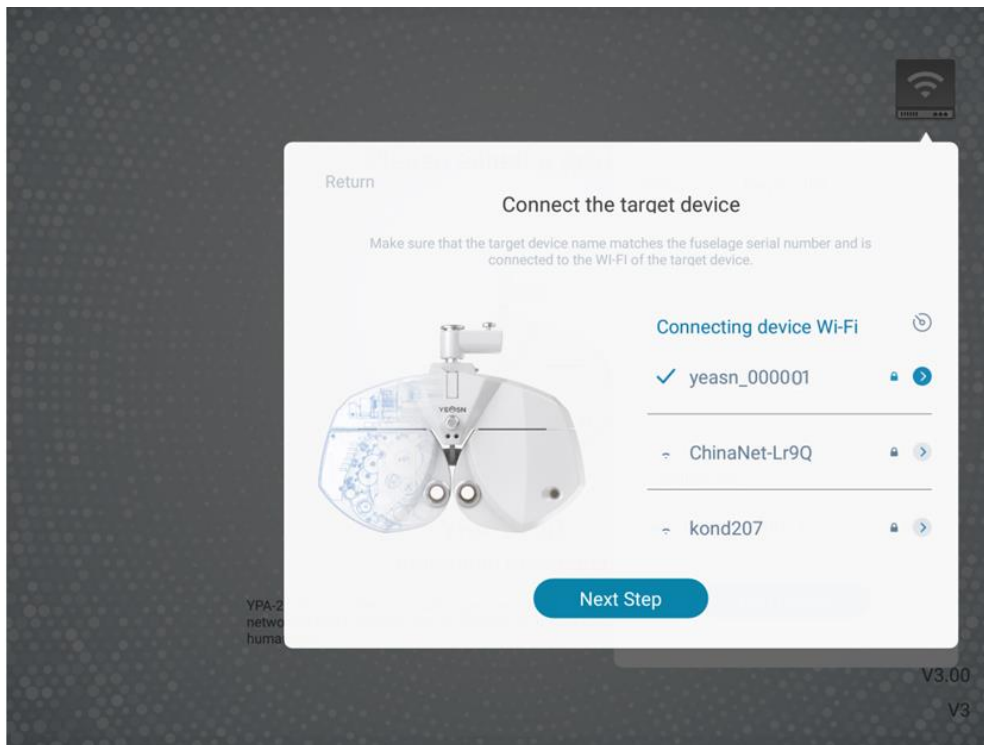 Return
Connect the target device
Make sure that the target device name matches the fuselage serial number and is
connected to the WI-FI of the target device.
Connecting device Wi-Fi
yeasn_000001
YEASN
ChinaNet-Lr9Q
kond207
Next Step
YPA-2
netwo
huma
V3.00
V3